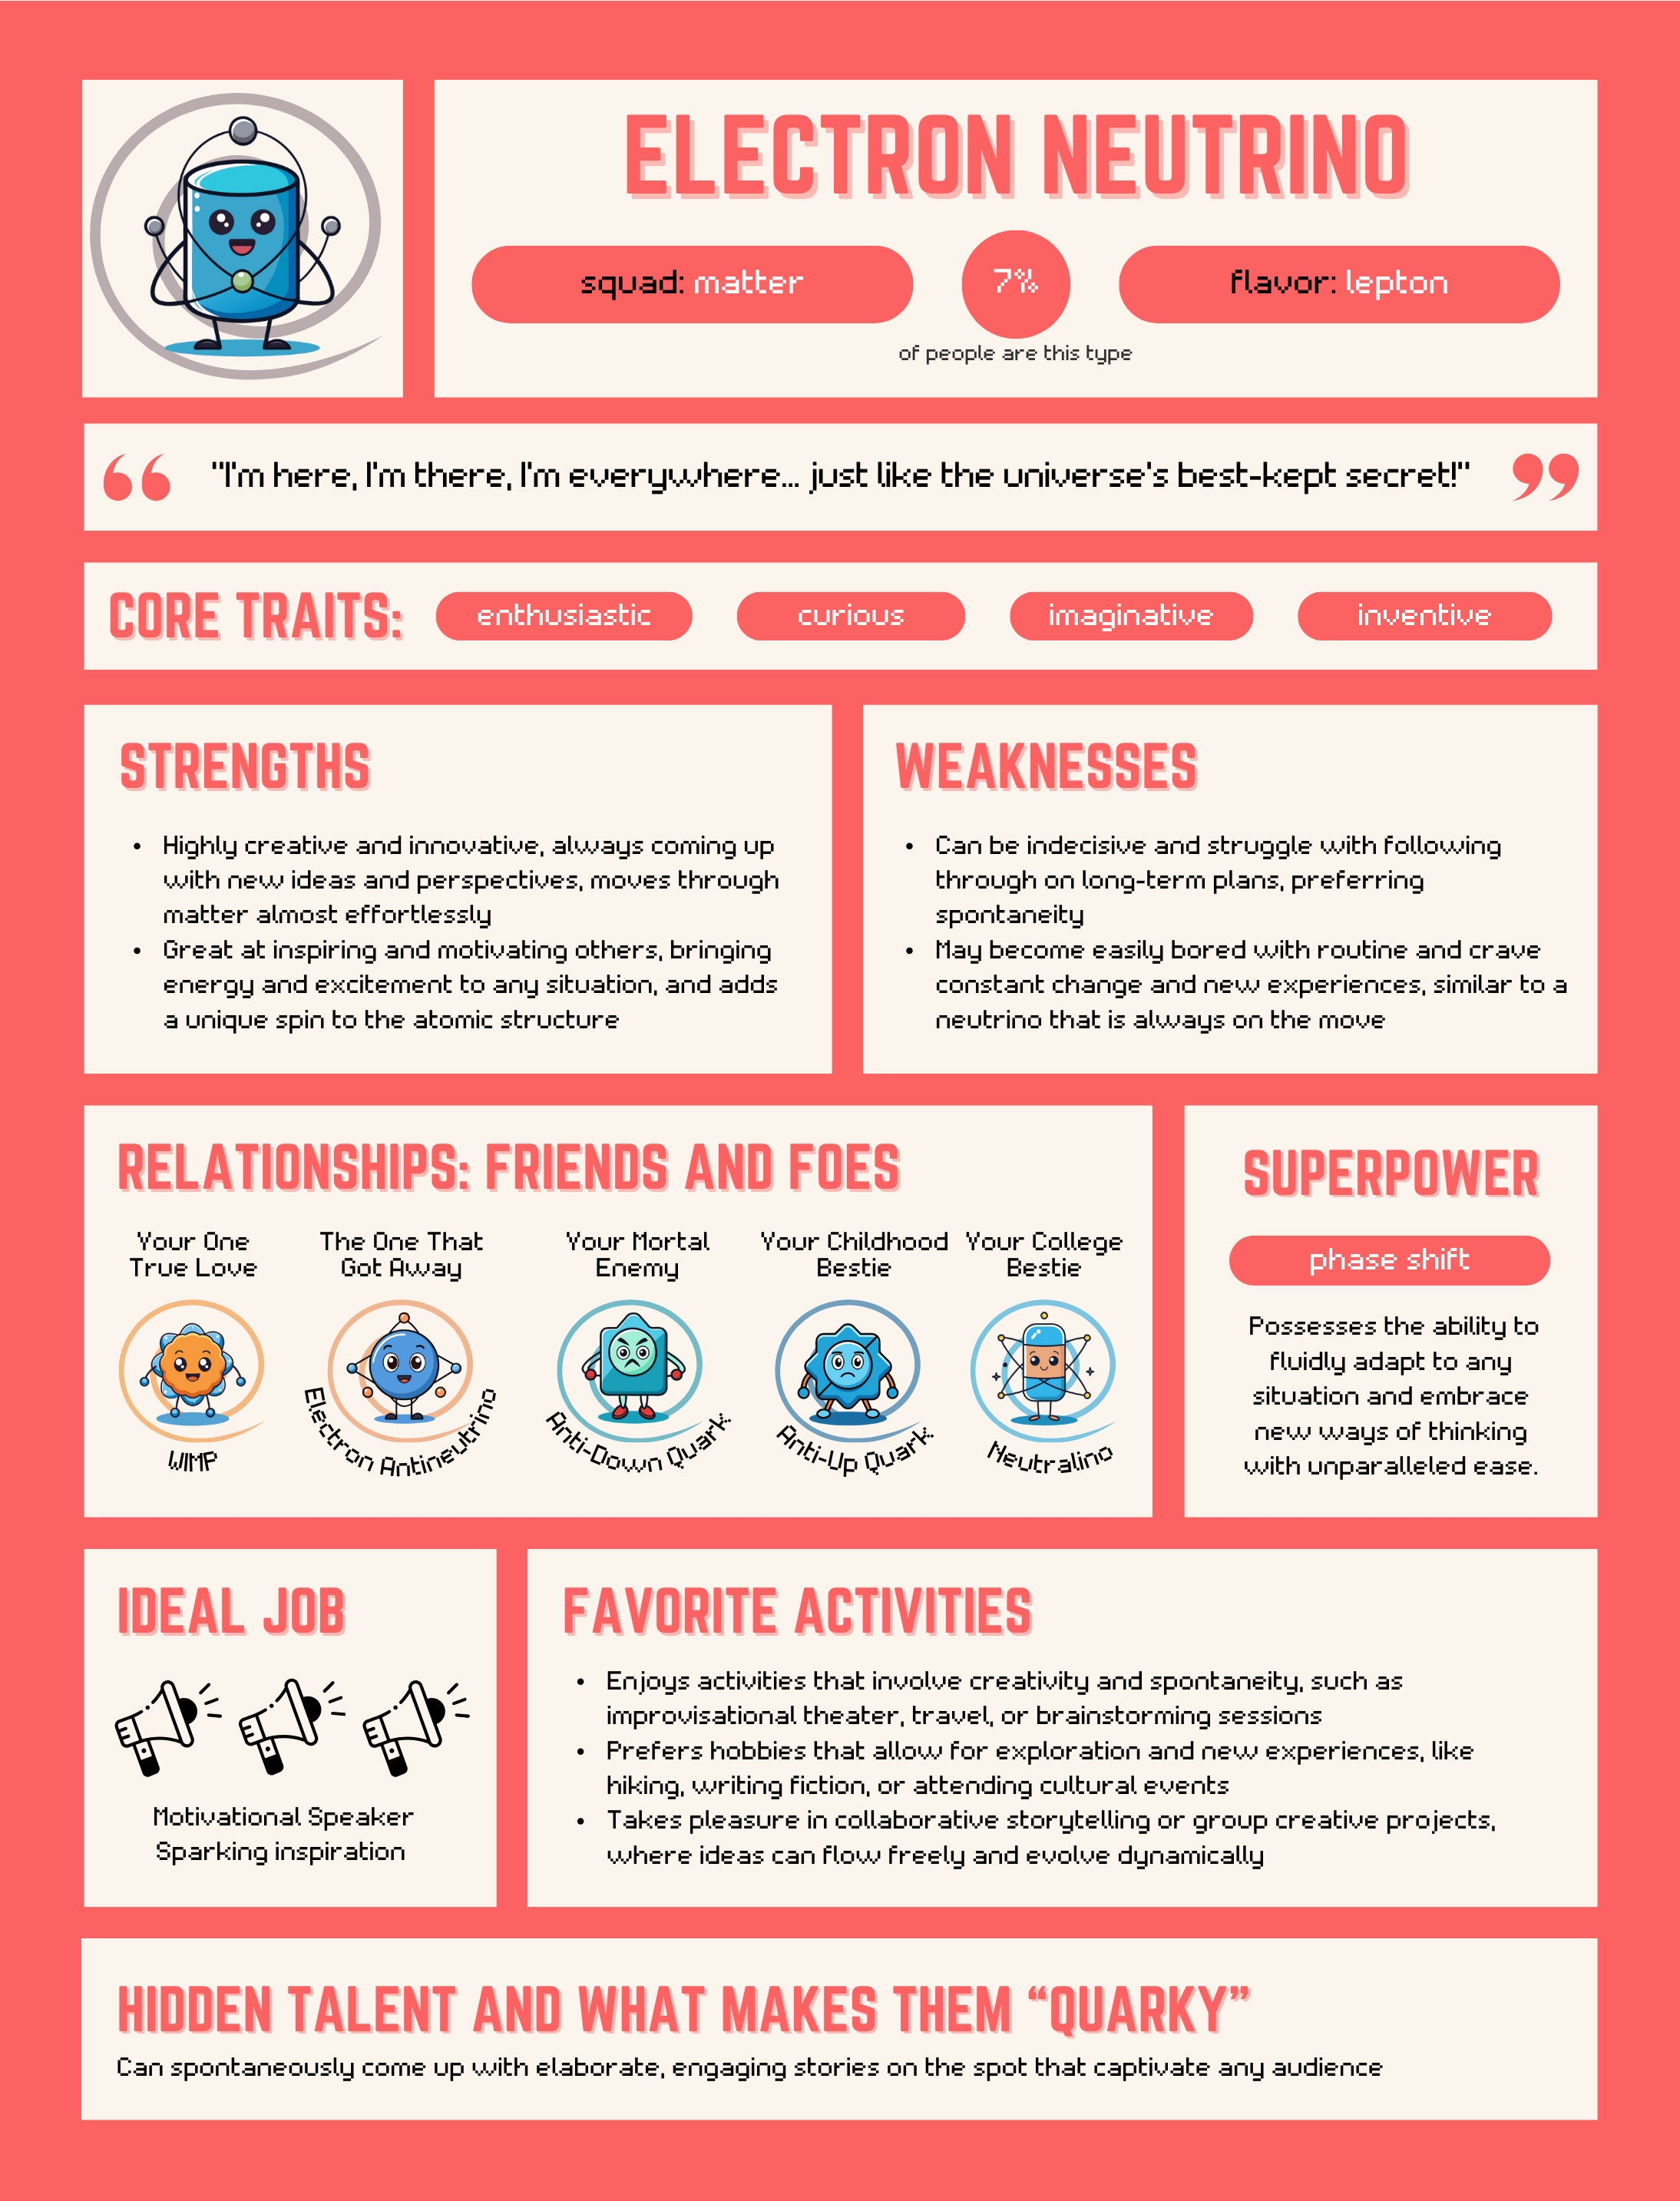 ELECTRON NEUTRINO
squad: matter
7%
flavor: lepton
of people are this type
“ "I'm here, I'm there, I'm everywhere... just like the universe's best-kept secret!" ”
CORE TRAITS:
enthusiastic
curious
imaginative
inventive
STRENGTHS
• Highly creative and innovative, always coming up
with new ideas and perspectives, moves through
matter almost effortlessly
• Great at inspiring and motivating others, bringing
energy and excitement to any situation, and adds
a unique spin to the atomic structure
WEAKNESSES
• Can be indecisive and struggle with following
through on long-term plans, preferring
spontaneity
• May become easily bored with routine and crave
constant change and new experiences, similar to a
neutrino that is always on the move
RELATIONSHIPS: FRIENDS AND FOES
Your One
True Love
WIMP
The One That
Got Away
Electron Antineutrino
Your Mortal
Enemy
Anti-Down Quark
Your Childhood
Bestie
Anti-Up Quark
Your College
Bestie
Neutralino
SUPERPOWER
phase shift
Possesses the ability to
fluidly adapt to any
situation and embrace
new ways of thinking
with unparalleled ease.
IDEAL JOB
Motivational Speaker
Sparking inspiration
FAVORITE ACTIVITIES
• Enjoys activities that involve creativity and spontaneity, such as
improvisational theater, travel, or brainstorming sessions
• Prefers hobbies that allow for exploration and new experiences, like
hiking, writing fiction, or attending cultural events
• Takes pleasure in collaborative storytelling or group creative projects,
where ideas can flow freely and evolve dynamically
HIDDEN TALENT AND WHAT MAKES THEM “QUARKY”
Can spontaneously come up with elaborate, engaging stories on the spot that captivate any audience